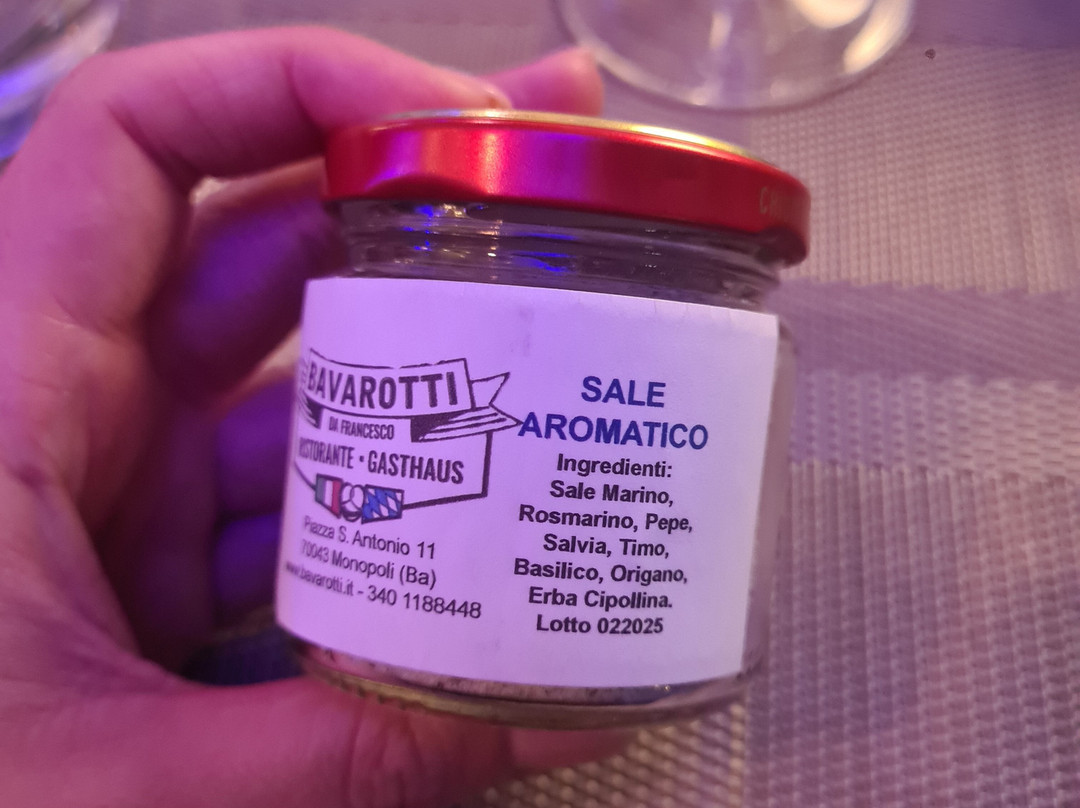 BAVAROTTI
DA FRANCESCO
RISTORANTE • GASTHAUS
Piazza S. Antonio 11
70043 Monopoli (Ba)
www.bavarotti.it - 340 1188448
SALE
AROMATICO
Ingredienti:
Sale Marino,
Rosmarino, Pepe,
Salvia, Timo,
Basilico, Origano,
Erba Cipollina.
Lotto 022025